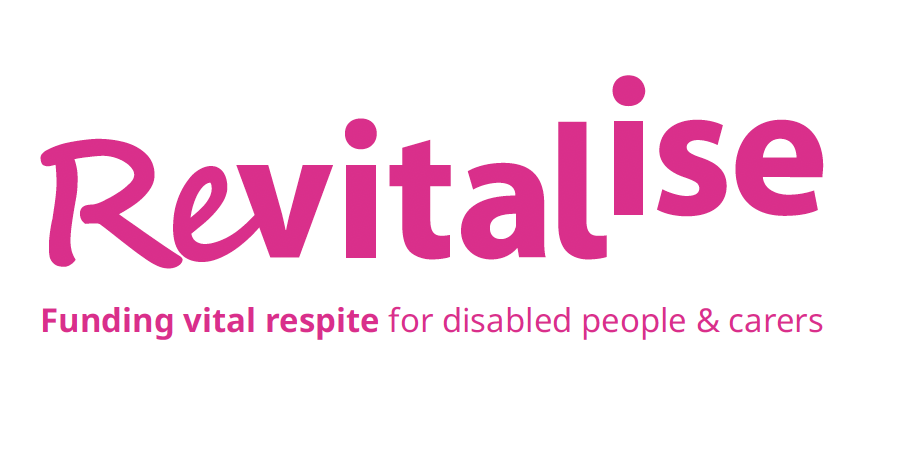 Revitalise
Funding vital respite for disabled people & carers